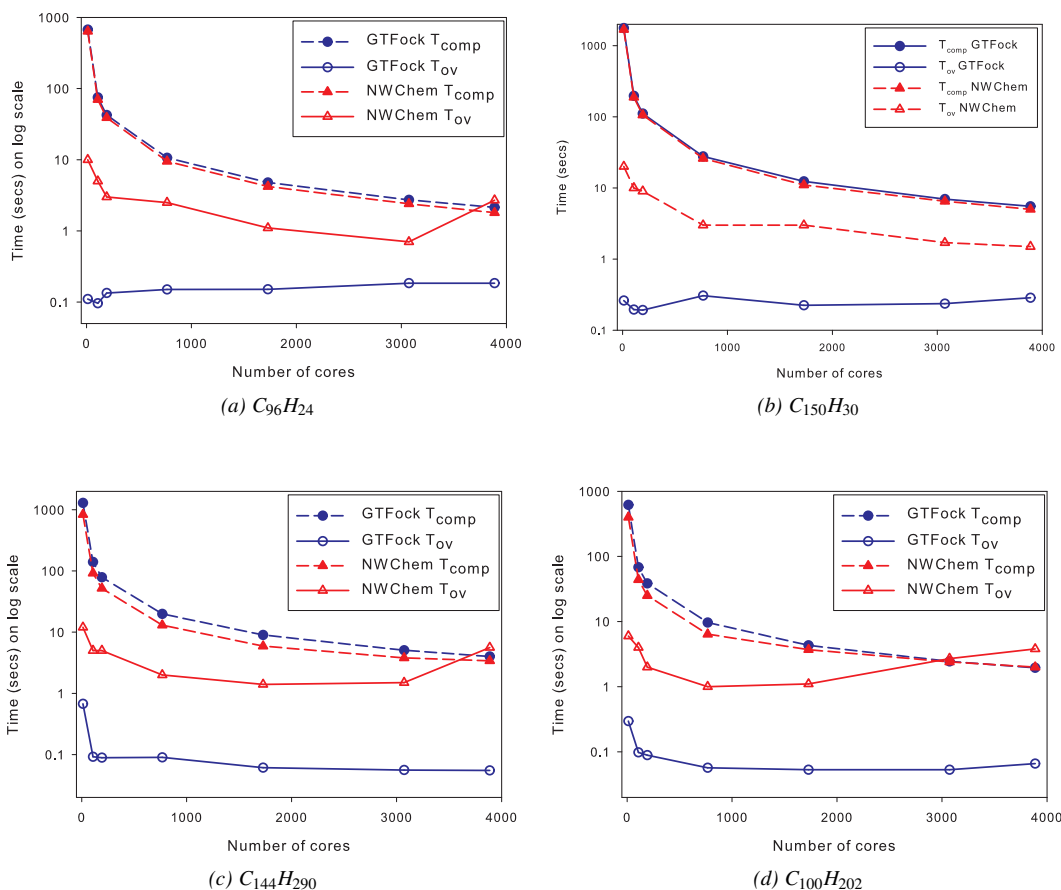 1000
100
10
1
0.1
Time (secs) on log scale
GTFock Tcomp
GTFock Tov
NWChem Tcomp
NWChem Tov
0 1000 2000 3000 4000
Number of cores
(a) C96H24
1000
100
10
1
0.1
Time (secs)
Tcomp GTFock
Tov GTFock
Tcomp NWChem
Tov NWChem
0 1000 2000 3000 4000
Number of cores
(b) C150H30
1000
100
10
1
0.1
Time (secs) on log scale
GTFock Tcomp
GTFock Tov
NWChem Tcomp
NWChem Tov
0 1000 2000 3000 4000
Number of cores
(c) C144H290
1000
100
10
1
0.1
Time (secs) on log scale
GTFock Tcomp
GTFock Tov
NWChem Tcomp
NWChem Tov
0 1000 2000 3000 4000
Number of cores
(d) C100H202